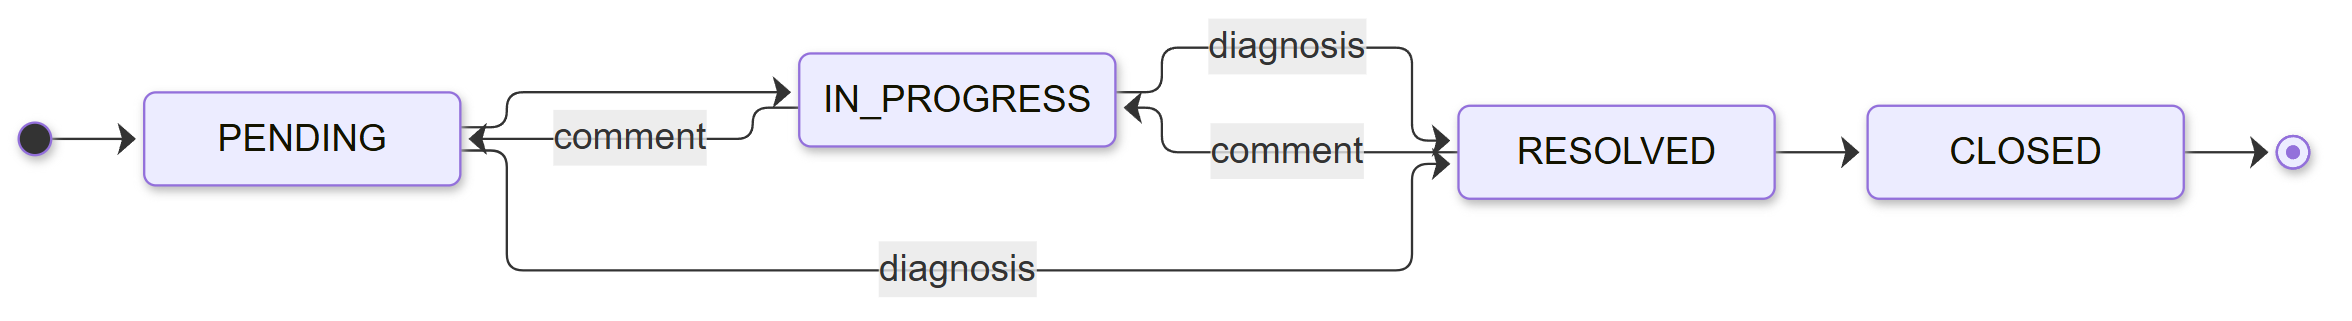 PENDING
comment
IN_PROGRESS
diagnosis
comment
diagnosis
RESOLVED
CLOSED